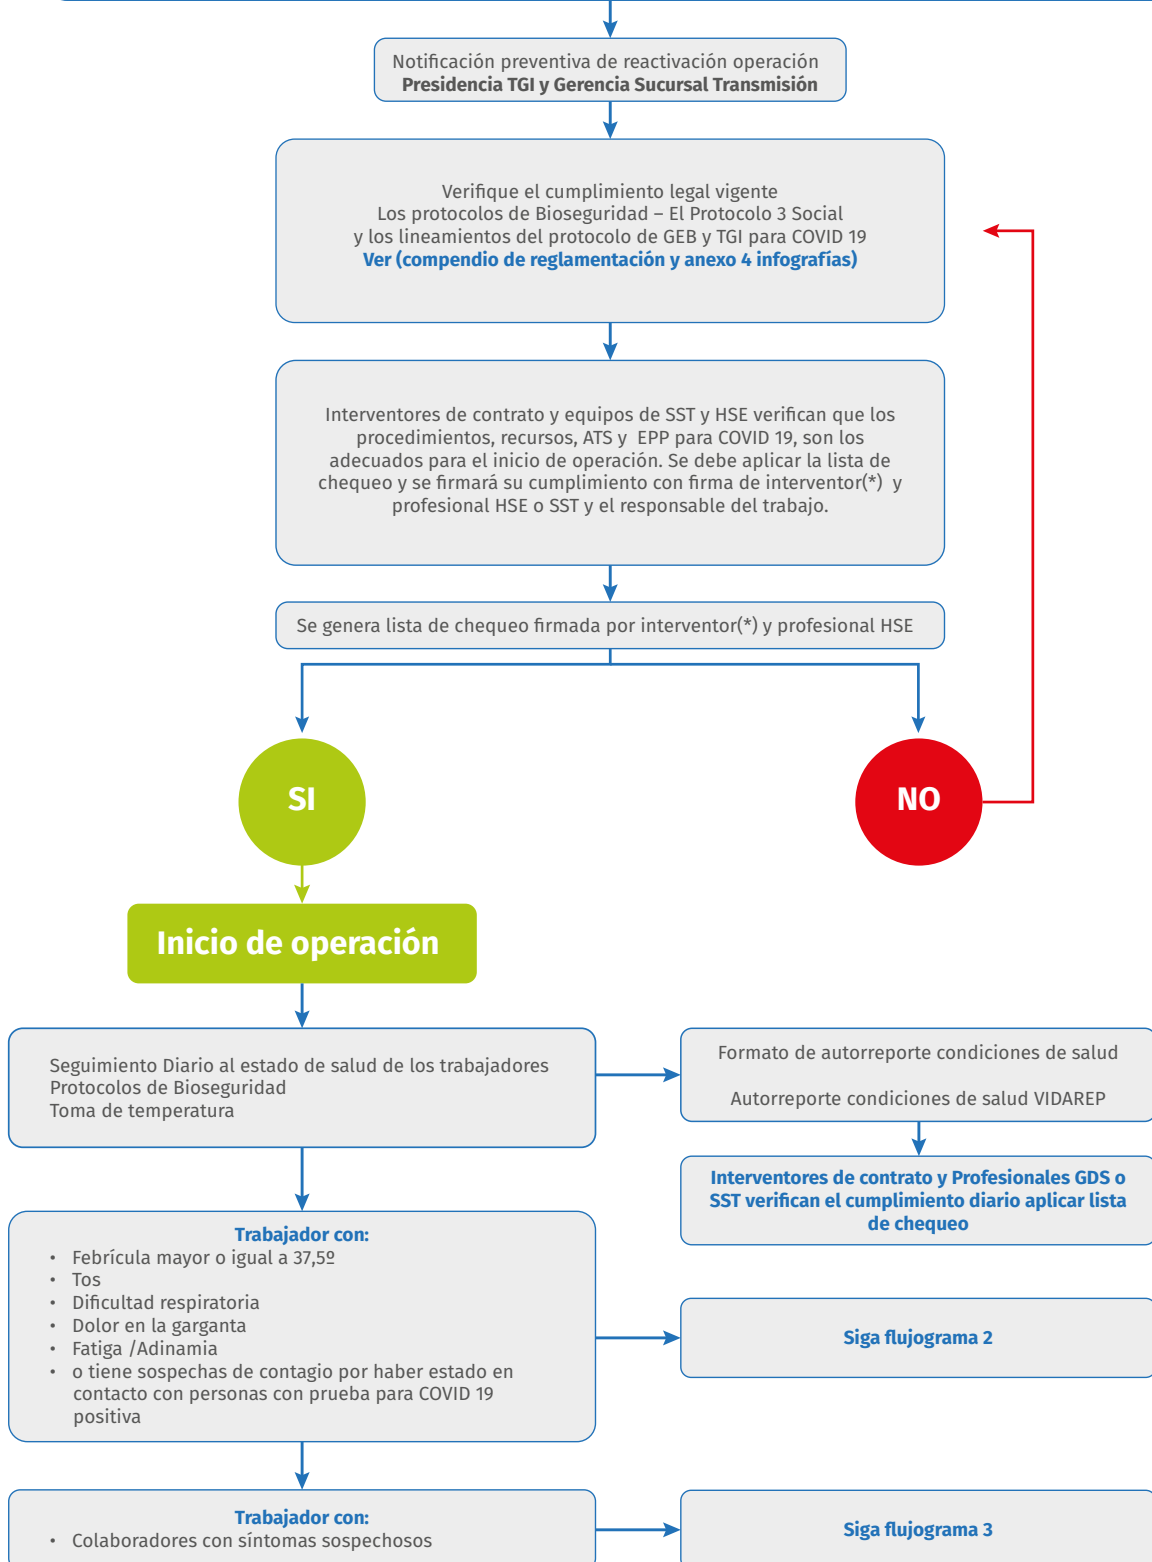 Notificación preventiva de reactivación operación
Presidencia TGI y Gerencia Sucursal Transmisión
Verifique el cumplimiento legal vigente
Los protocolos de Bioseguridad – El Protocolo 3 Social
y los lineamientos del protocolo de GEB y TGI para COVID 19
Ver (compendio de reglamentación y anexo 4 infografías)
Interventores de contrato y equipos de SST y HSE verifican que los
procedimientos, recursos, ATS y EPP para COVID 19, son los
adecuados para el inicio de operación. Se debe aplicar la lista de
chequeo y se firmará su cumplimiento con firma de interventor(*) y
profesional HSE o SST y el responsable del trabajo.
Se genera lista de chequeo firmada por interventor(*) y profesional HSE
SI
NO
Inicio de operación
Seguimiento Diario al estado de salud de los trabajadores
Protocolos de Bioseguridad
Toma de temperatura
Formato de autorreporte condiciones de salud
Autorreporte condiciones de salud VIDAREP
Interventores de contrato y Profesionales GDS o
SST verifican el cumplimiento diario aplicar lista
de chequeo
Trabajador con:
• Febrícula mayor o igual a 37,5º
• Tos
• Dificultad respiratoria
• Dolor en la garganta
• Fatiga /Adinamia
• o tiene sospechas de contagio por haber estado en
contacto con personas con prueba para COVID 19
positiva
Siga flujograma 2
Trabajador con:
• Colaboradores con síntomas sospechosos
Siga flujograma 3